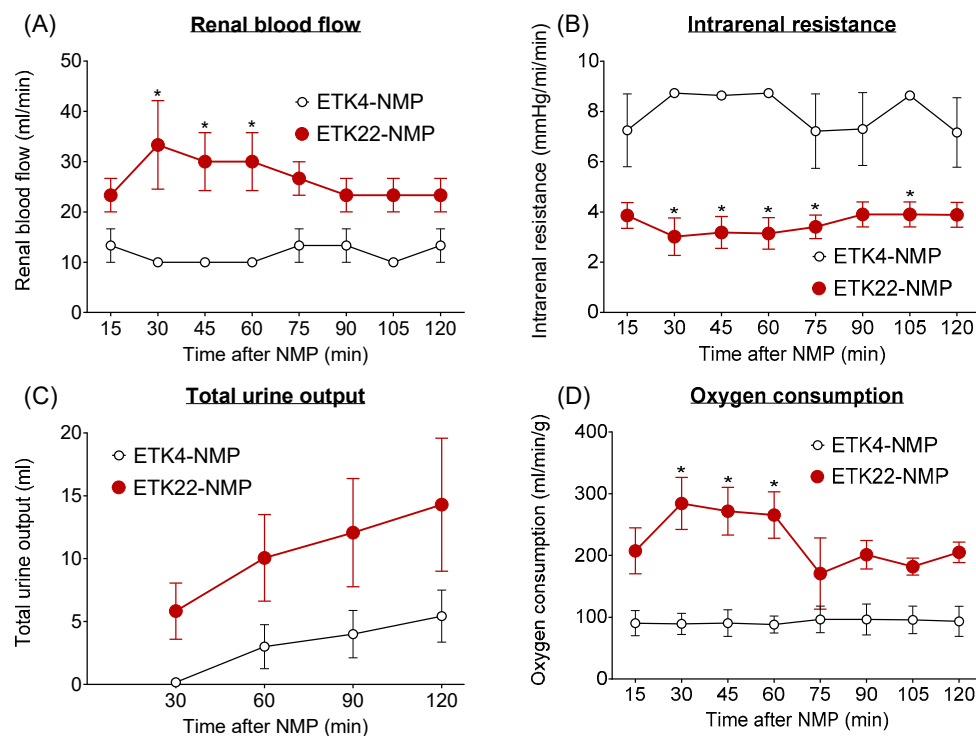 (A)
Renal blood flow
Renal blood flow (ml/min)
50
40
30
20
10
0
* * * 
ETK4-NMP
ETK22-NMP
15 30 45 60 75 90 105 120
Time after NMP (min)
(B)
Intrarenal resistance
Intrarenal resistance (mmHg/mi/min)
10
8
6
4
2
0
* * * * *
ETK4-NMP
ETK22-NMP
15 30 45 60 75 90 105 120
Time after NMP (min)
(C)
Total urine output
Total urine output (ml)
20
15
10
5
0
ETK4-NMP
ETK22-NMP
30 60 90 120
Time after NMP (min)
(D)
Oxygen consumption
Oxygen consumption (ml/min/g)
400
300
200
100
0
* * *
ETK4-NMP
ETK22-NMP
15 30 45 60 75 90 105 120
Time after NMP (min)